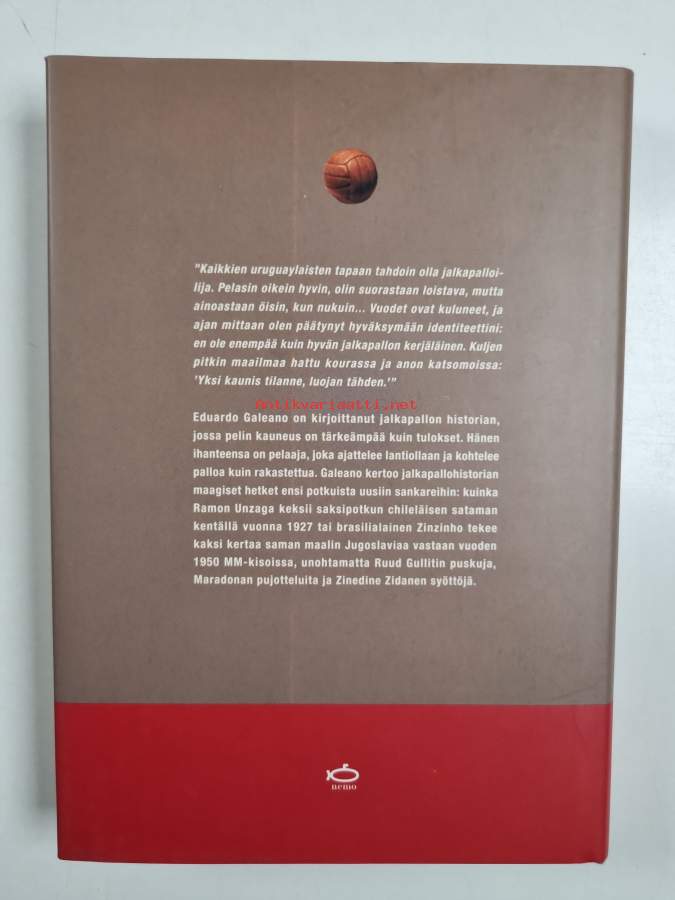 "Kaikkien uruguaylaisten tapaan tahdoin olla jalkapalloi-
lija. Pelasin oikein hyvin, olin suorastaan loistava, mutta
ainoastaan öisin, kun nukuin... Vuodet ovat kuluneet, ja
ajan mittaan olen päätynyt hyväksymään identiteettini:
en ole enempää kuin hyvän jalkapallon kerjäläinen. Kuljen
pitkin maailmaa hattu kourassa ja anon katsomoissa:
'Yksi kaunis tilanne, luojan tähden.'"
Antikvariaatti.net
Eduardo Galeano on kirjoittanut jalkapallon historian,
jossa pelin kauneus on tärkeämpää kuin tulokset. Hänen
ihanteensa on pelaaja, joka ajattelee lantiollaan ja kohtelee
palloa kuin rakastettua. Galeano kertoo jalkapallohistorian
maagiset hetket ensi potkuista uusiin sankareihin: kuinka
Ramon Unzaga keksii saksipotkun chileläisen sataman
kentällä vuonna 1927 tai brasilialainen Zinzinho tekee
kaksi kertaa saman maalin Jugoslaviaa vastaan vuoden
1950 MM-kisoissa, unohtamatta Ruud Gullitin puskuja,
Maradonan pujotteluita ja Zinedine Zidanen syöttöjä.
nemo